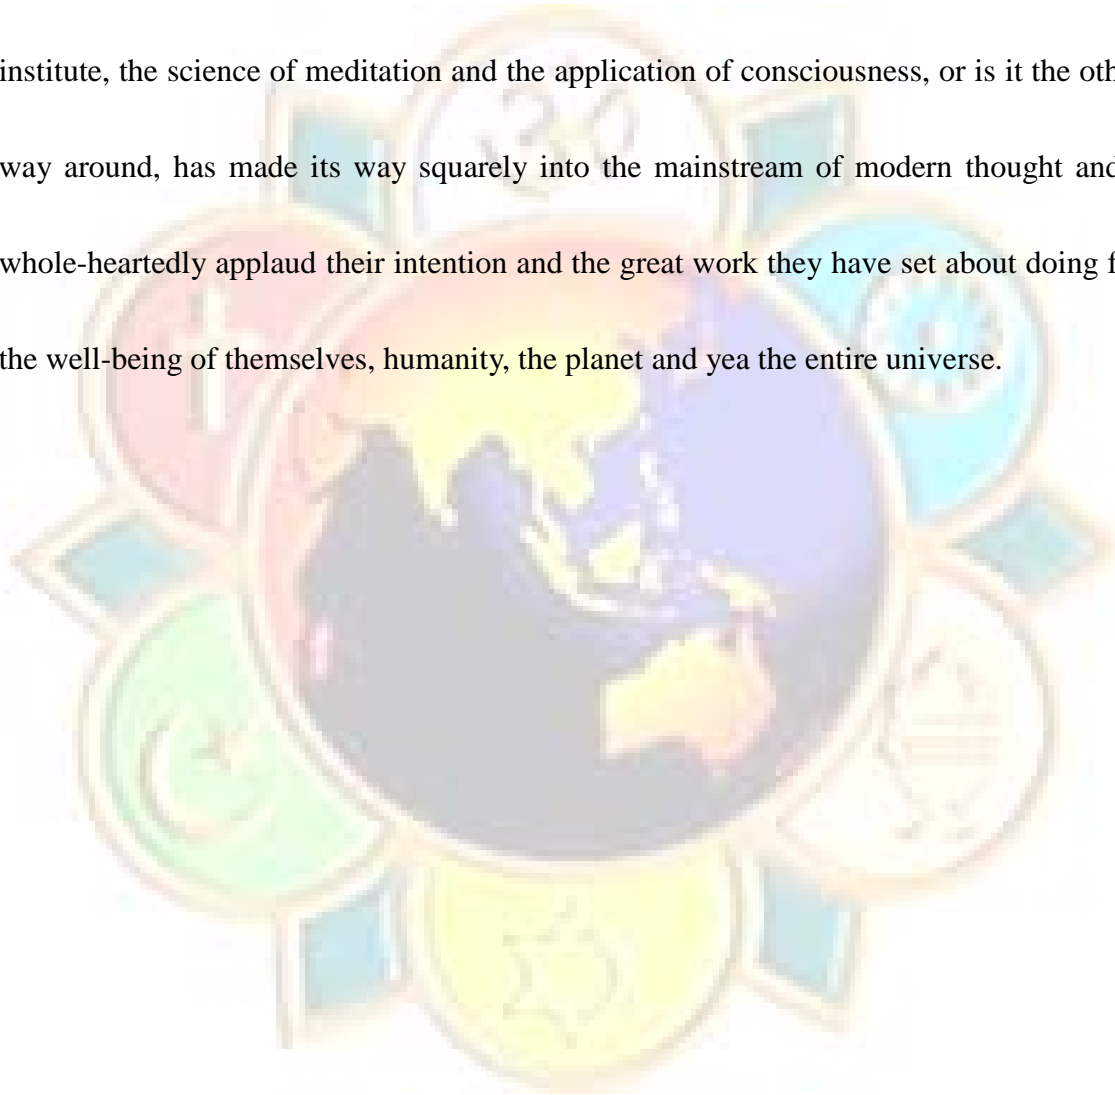 institute, the science of meditation and the application of consciousness, or is it the oth
way around, has made its way squarely into the mainstream of modern thought and
whole-heartedly applaud their intention and the great work they have set about doing f
the well-being of themselves, humanity, the planet and yea the entire universe.